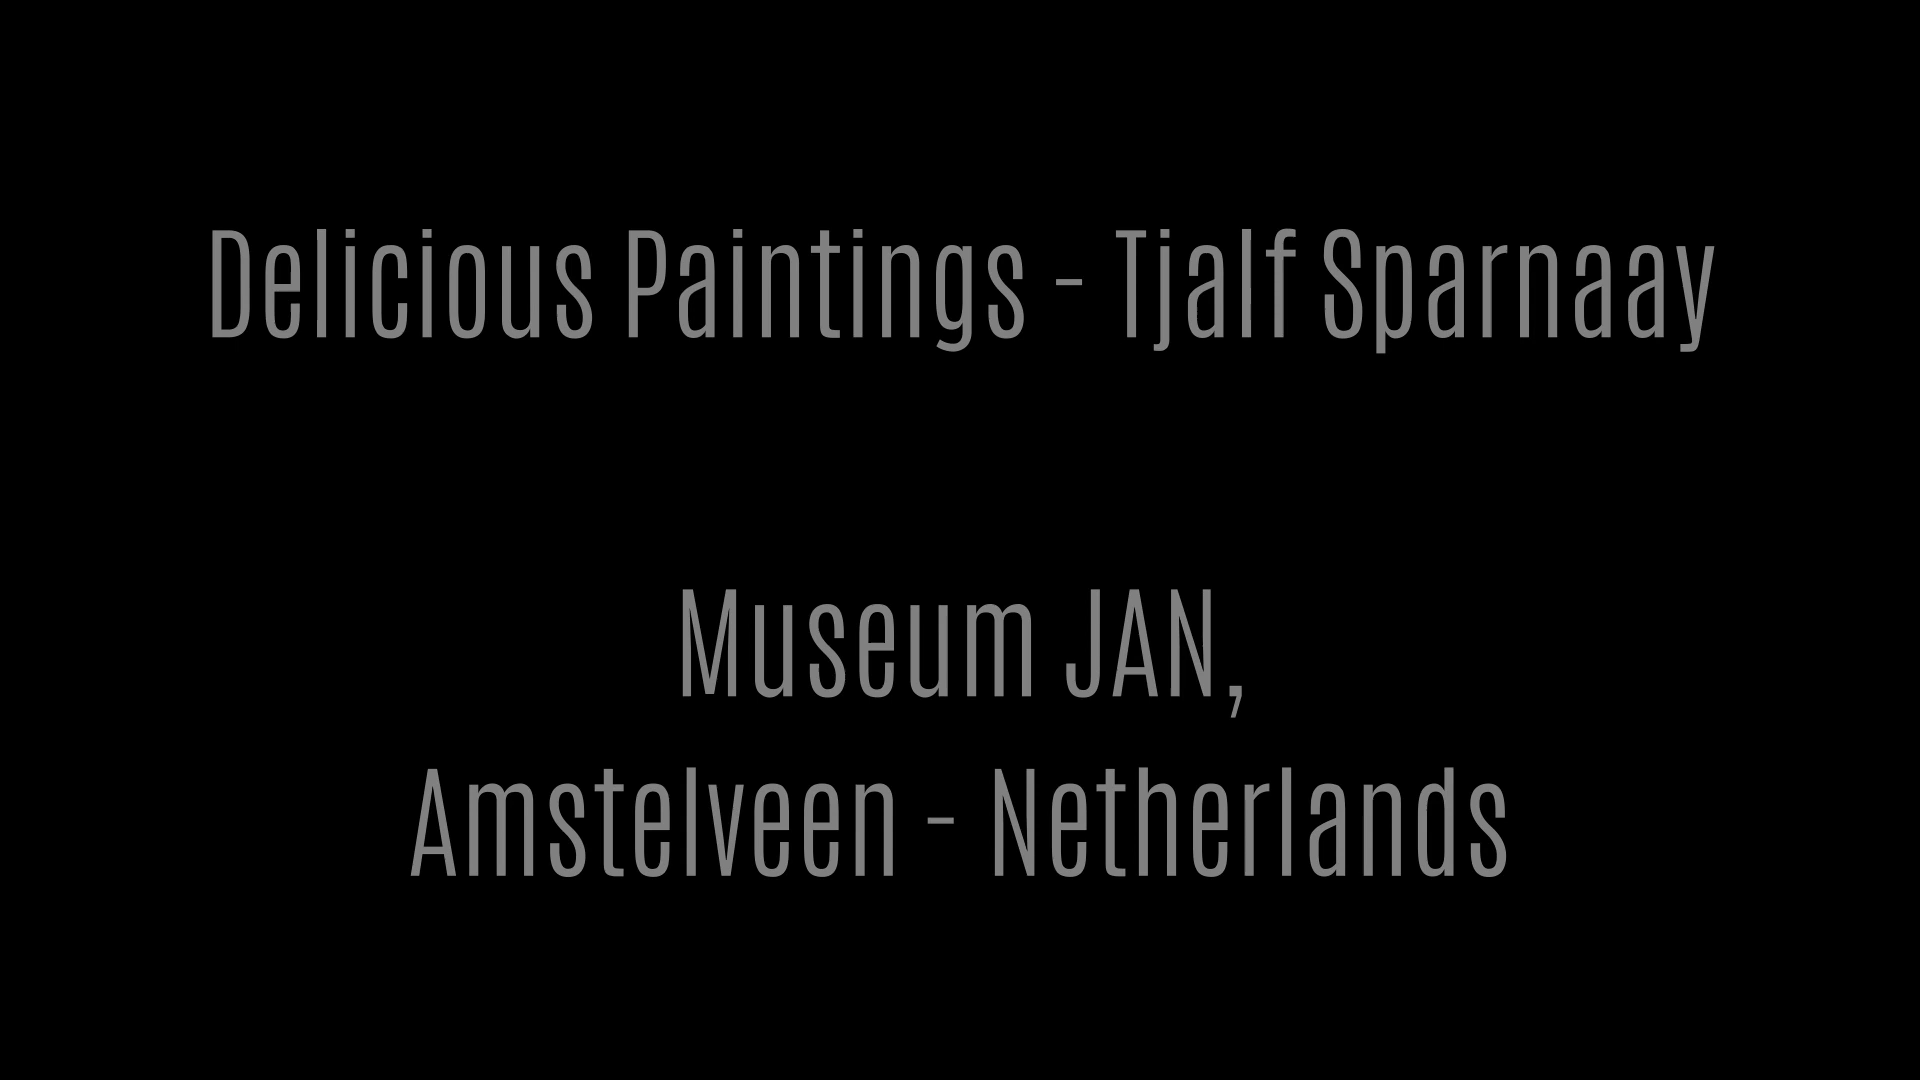 Delicious Paintings - Tjalf Sparnaay
Museum JAN,
Amstelveen - Netherlands